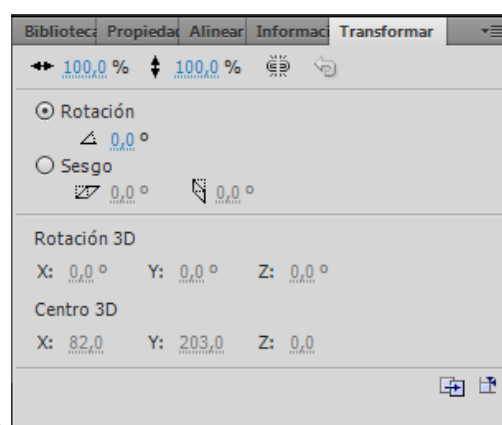 Bibliotec Propieda Alinear Informaci Transformar
100,0 % 100,0 %
Rotación
0,0 °
Sesgo
0,0 ° 0,0 °
Rotación 3D
X: 0,0 ° Y: 0,0 ° Z: 0,0 °
Centro 3D
X: 82,0 Y: 203,0 Z: 0,0